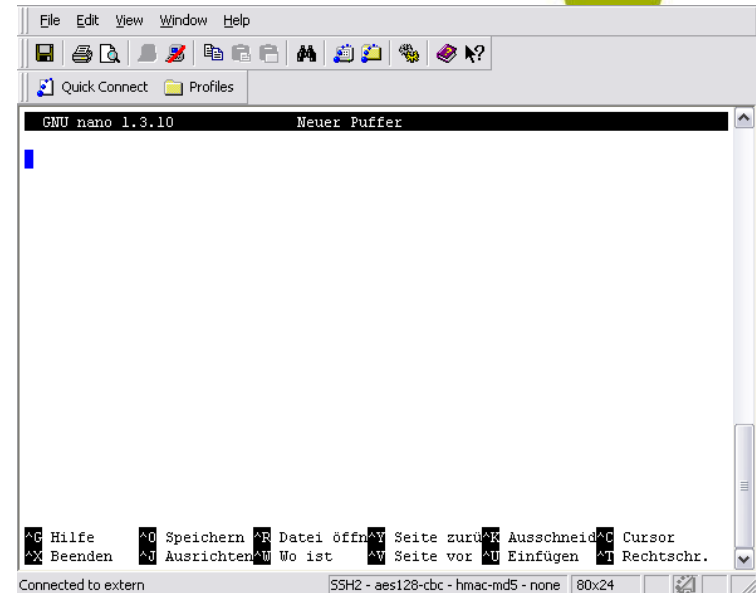 File Edit View Window Help
Quick Connect Profiles
GNU nano 1.3.10 Neuer Puffer
^G Hilfe ^O Speichern ^R Datei öffn^Y Seite zurü^K Ausschneid^C Cursor
^X Beenden ^J Ausrichten^W Wo ist ^V Seite vor ^U Einfügen ^T Rechtschr.
Connected to extern SSH2 - aes128-cbc - hmac-md5 - none 80x24